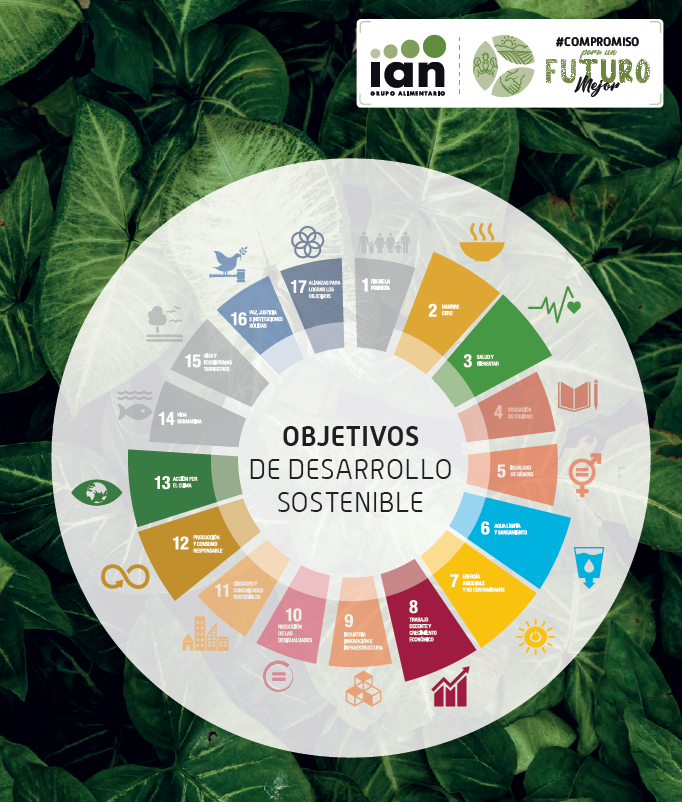 ian
GRUPO ALIMENTARIO
#COMPROMISO
para un
FUTURO
Mejor
OBJETIVOS
DE DESARROLLO
SOSTENIBLE
1 FIN DE LA
POBREZA
2 HAMBRE
CERO
3 SALUD Y
BIENESTAR
4 EDUCACIÓN
DE CALIDAD
5 IGUALDAD
DE GÉNERO
6 AGUA LIMPIA
Y SANEAMIENTO
7 ENERGÍA
ASEQUIBLE
Y NO CONTAMINANTE
8
TRABAJO
DECENTE Y
CRECIMIENTO
ECONÓMICO
9
INDUSTRIA
INNOVACIÓN E
INFRAESTRUCTURA
10
REDUCCIÓN
DE LAS
DESIGUALDADES
11 CIUDADES Y
COMUNIDADES
SOSTENIBLES
12 PRODUCCIÓN
Y CONSUMO
RESPONSABLE
13 ACCIÓN POR
EL CLIMA
14 VIDA
SUBMARINA
15 VIDA Y
ECOSISTEMAS
TERRESTRES
16 PAZ, JUSTICIA
E INSTITUCIONES
SÓLIDAS
17 ALIANZAS PARA
LOGRAR LOS
OBJETIVOS